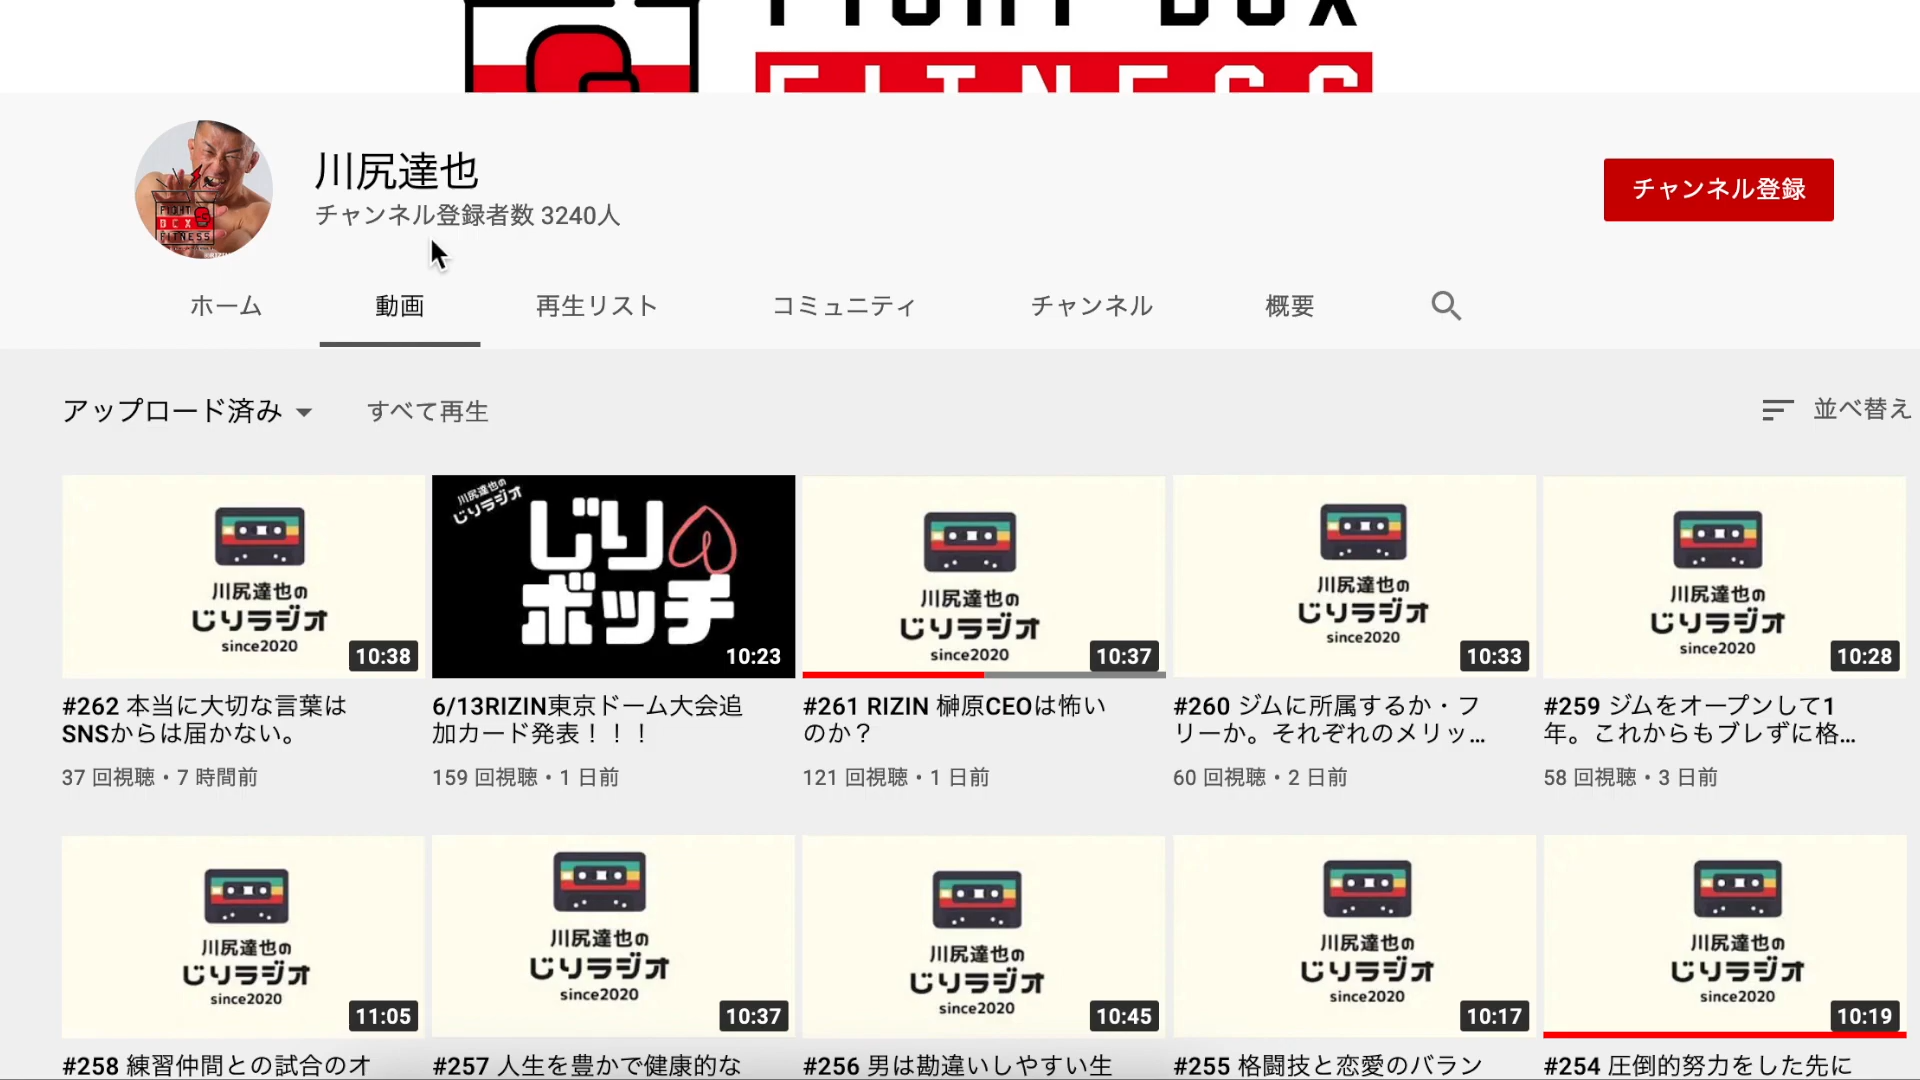 FIGHT BOX
FITNESS
FIGHT
BOX
FITNESS
川尻達也
チャンネル登録者数 3240人
チャンネル登録
ホーム
動画
再生リスト
コミュニティ
チャンネル
概要
アップロード済み
すべて再生
並べ替え
川尻達也の
じりラジオ
since2020
10:38
川尻達也の
じりラジオ
じり
ボッチ
10:23
川尻達也の
じりラジオ
since2020
10:37
川尻達也の
じりラジオ
since2020
10:33
川尻達也の
じりラジオ
since2020
10:28
#262 本当に大切な言葉は
SNSからは届かない。
37 回視聴・7 時間前
6/13RIZIN東京ドーム大会追
加カード発表！！！
159 回視聴・1 日前
#261 RIZIN 榊原CEOは怖い
のか？
121 回視聴・1 日前
#260 ジムに所属するか・フ
リーか。それぞれのメリッ...
60 回視聴・2 日前
#259 ジムをオープンして1
年。これからもブレずに格...
58 回視聴・3 日前
川尻達也の
じりラジオ
since2020
11:05
川尻達也の
じりラジオ
since2020
10:37
川尻達也の
じりラジオ
since2020
10:45
川尻達也の
じりラジオ
since2020
10:17
川尻達也の
じりラジオ
since2020
10:19
#258 練習仲間との試合のオ
#257 人生を豊かで健康的な
#256 男は勘違いしやすい生
#255 格闘技と恋愛のバラン
#254 圧倒的努力をした先に